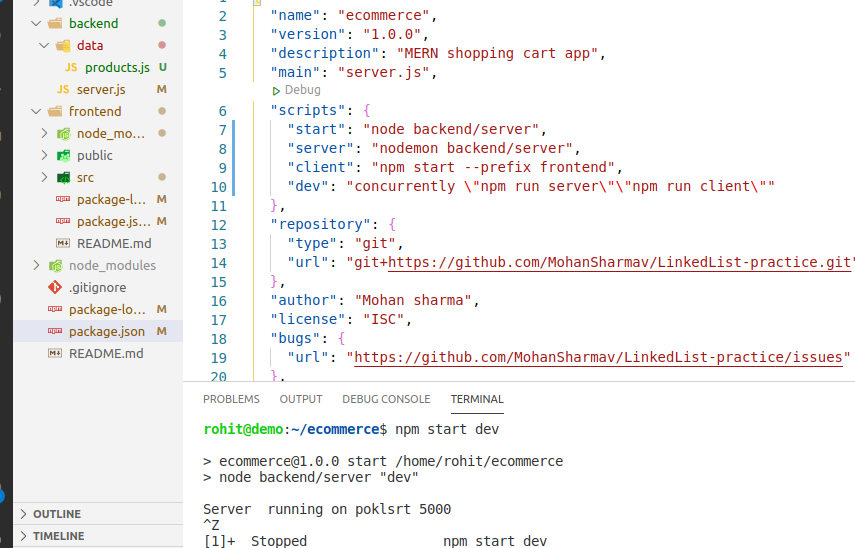 .vscode
backend
data
JS products.js U
JS server.js M
frontend
node_mo...
public
src
package-l... M
package.js... M
README.md
node_modules
.gitignore
package-lo... M
package.json M
README.md
OUTLINE
TIMELINE
1 {
2 "name": "ecommerce",
3 "version": "1.0.0",
4 "description": "MERN shopping cart app",
5 "main": "server.js",
Debug
6 "scripts": {
7 "start": "node backend/server",
8 "server": "nodemon backend/server",
9 "client": "npm start --prefix frontend",
10 "dev": "concurrently \"npm run server\"\"npm run client\""
11 },
12 "repository": {
13 "type": "git",
14 "url": "git+https://github.com/MohanSharmav/LinkedList-practice.git"
15 },
16 "author": "Mohan sharma",
17 "license": "ISC",
18 "bugs": {
19 "url": "https://github.com/MohanSharmav/LinkedList-practice/issues"
20 },
PROBLEMS OUTPUT DEBUG CONSOLE TERMINAL
rohit@demo:~/ecommerce$ npm start dev
> ecommerce@1.0.0 start /home/rohit/ecommerce
> node backend/server "dev"
Server  running on poklsrt 5000
^Z
[1]+  Stopped                 npm start dev